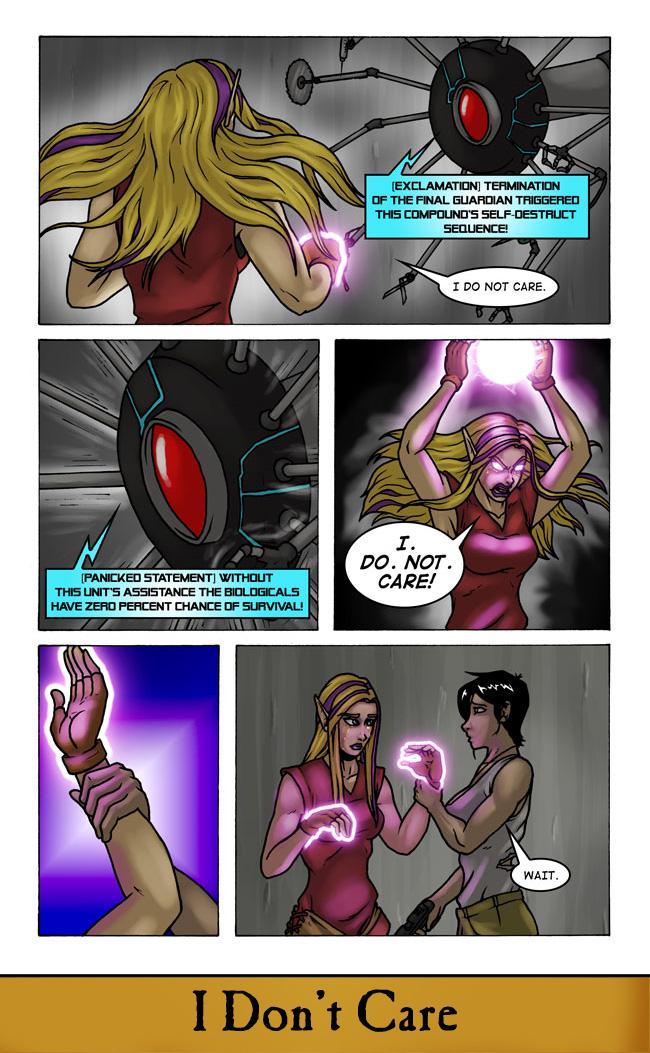 [EXCLAMATION] TERMINATION
OF THE FINAL GUARDIAN TRIGGERED
THIS COMPOUND'S SELF-DESTRUCT
SEQUENCE!
I DO NOT CARE.
[PANICKED STATEMENT] WITHOUT
THIS UNIT'S ASSISTANCE THE BIOLOGICALS
HAVE ZERO PERCENT CHANCE OF SURVIVAL!
I.
DO. NOT.
CARE!
WAIT.
I Don't Care